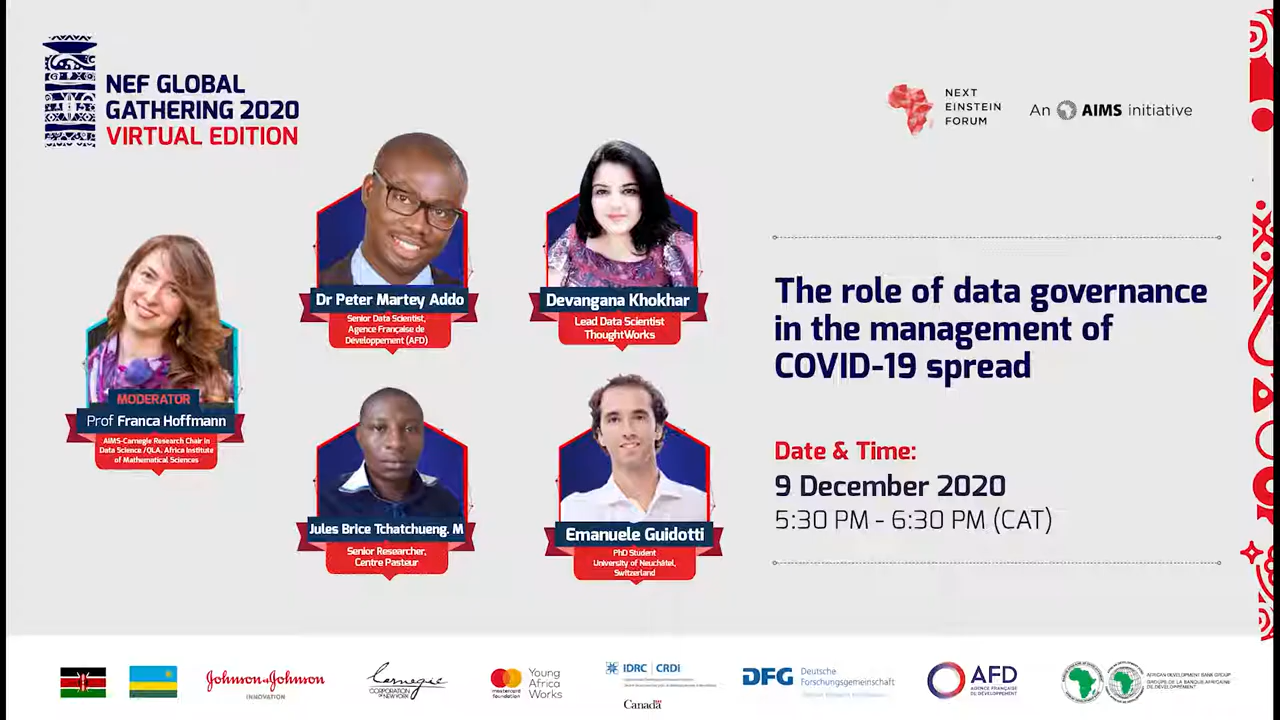 NEF GLOBAL
GATHERING 2020
VIRTUAL EDITION
NEXT
EINSTEIN
FORUM
An AIMS initiative
MODERATOR
Prof Franca Hoffmann
AIMS-Carnegie Research Chair in
Data Science /QLA, Africa Institute
of Mathematical Sciences
Dr Peter Martey Addo
Senior Data Scientist,
Agence Française de
Développement (AFD)
Devangana Khokhar
Lead Data Scientist
ThoughtWorks
Jules Brice Tchatchueng. M
Senior Researcher,
Centre Pasteur
Emanuele Guidotti
PhD Student
University of Neuchâtel,
Switzerland
The role of data governance
in the management of
COVID-19 spread
Date & Time:
9 December 2020
5:30 PM - 6:30 PM (CAT)
Johnson & Johnson
INNOVATION
Carnegie
CORPORATION OF NEW YORK
mastercard
foundation
Young
Africa
Works
IDRC | CRDI
Canada
DFG Deutsche
Forschungsgemeinschaft
AFD
AGENCE FRANÇAISE
DE DÉVELOPPEMENT
AFRICAN DEVELOPMENT BANK GROUP
GROUPE DE LA BANQUE AFRICAINE
DE DÉVELOPPEMENT